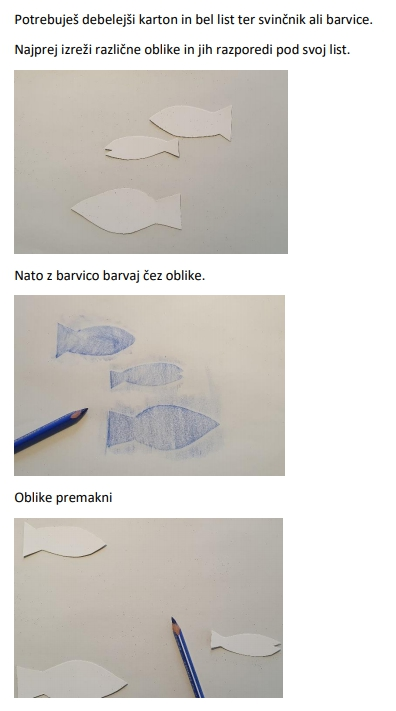 Potrebuješ debelejši karton in bel list ter svinčnik ali barvice.
Najprej izreži različne oblike in jih razporedi pod svoj list.
Nato z barvico barvaj čez oblike.
Oblike premakni